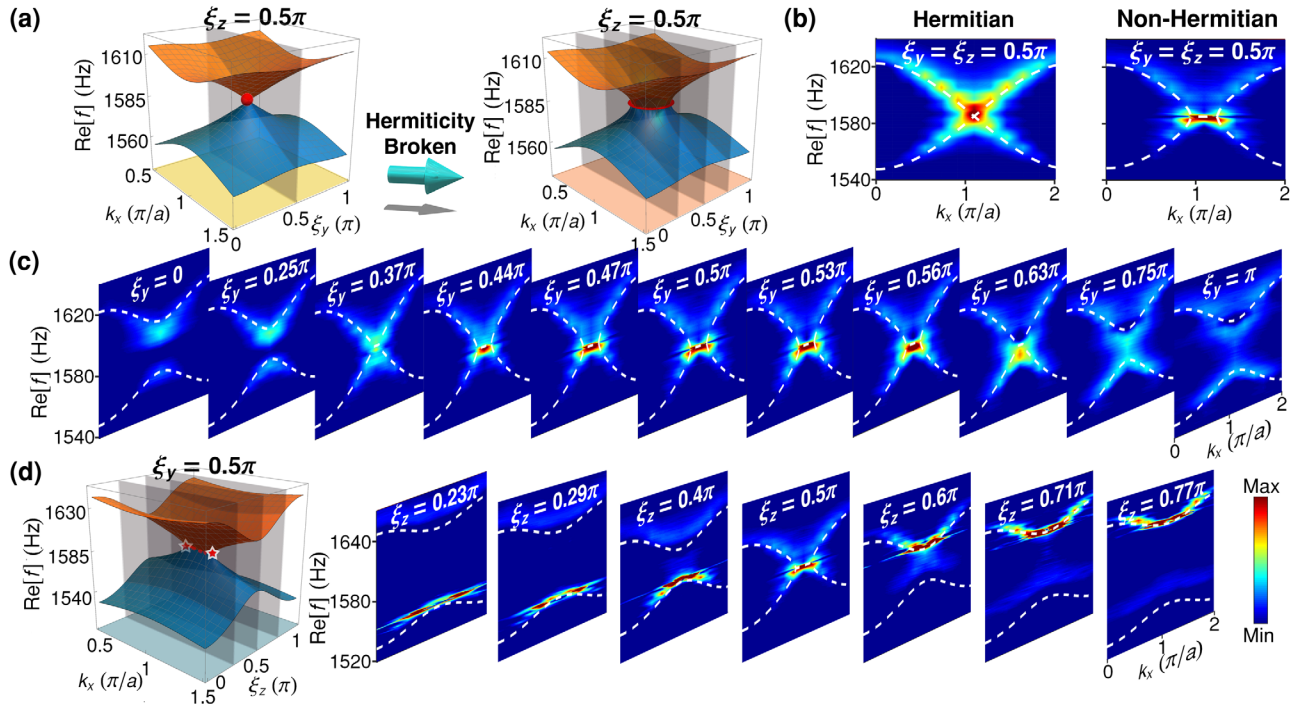 (a)
ξz = 0.5π
Re[f] (Hz)
1610
1585
1560
0.5
1
1.5
kx (π/a)
0
0.5
1
ξy (π)
Hermiticity
Broken
ξz = 0.5π
Re[f] (Hz)
1610
1585
1560
0.5
1
1.5
kx (π/a)
0
0.5
1
ξy (π)
(b)
Hermitian
Non-Hermitian
ξy = ξz = 0.5π
ξy = ξz = 0.5π
Re[f] (Hz)
1620
1580
1540
0
1
2
kx (π/a)
0
1
2
kx (π/a)
(c)
Re[f] (Hz)
1620
1580
1540
ξy = 0
ξy = 0.25π
ξy = 0.37π
ξy = 0.44π
ξy = 0.47π
ξy = 0.5π
ξy = 0.53π
ξy = 0.56π
ξy = 0.63π
ξy = 0.75π
ξy = π
0
1
2
kx (π/a)
(d)
ξy = 0.5π
Re[f] (Hz)
1630
1585
1540
0.5
1
1.5
kx (π/a)
0
0.5
1
ξz (π)
Re[f] (Hz)
1640
1580
1520
ξz = 0.23π
ξz = 0.29π
ξz = 0.4π
ξz = 0.5π
ξz = 0.6π
ξz = 0.71π
ξz = 0.77π
0
1
2
kx (π/a)
Max
Min